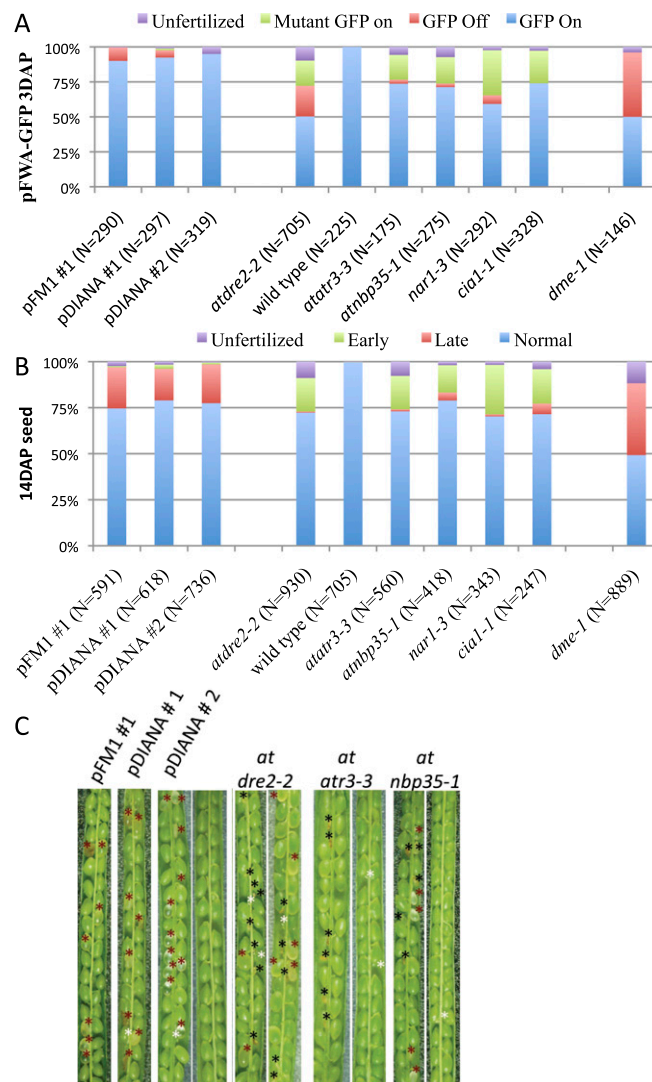 A
Unfertilized Mutant GFP on GFP Off GFP On
pFWA-GFP 3DAP
100%
75%
50%
25%
0%
pFM1 #1 (N=290)
pDIANA #1 (N=297)
pDIANA #2 (N=319)
atdre2-2 (N=705)
wild type (N=225)
atatr3-3 (N=175)
atnbp35-1 (N=275)
nar1-3 (N=292)
cia1-1 (N=328)
dme-1 (N=146)
B
Unfertilized Early Late Normal
14DAP seed
100%
75%
50%
25%
0%
pFM1 #1 (N=591)
pDIANA #1 (N=618)
pDIANA #2 (N=736)
atdre2-2 (N=930)
wild type (N=705)
atatr3-3 (N=560)
atnbp35-1 (N=418)
nar1-3 (N=343)
cia1-1 (N=247)
dme-1 (N=889)
C
pFM1 #1
pDIANA # 1
pDIANA # 2
at
dre2-2
at
atr3-3
at
nbp35-1